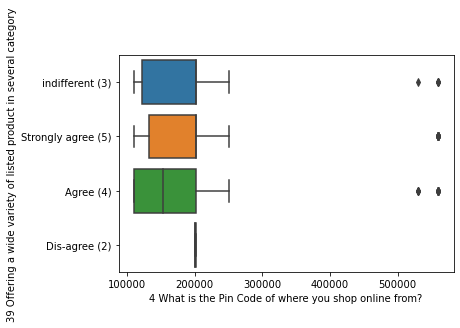 39 Offering a wide variety of listed product in several category
indifferent (3)
Strongly agree (5)
Agree (4)
Dis-agree (2)
100000 200000 300000 400000 500000
4 What is the Pin Code of where you shop online from?